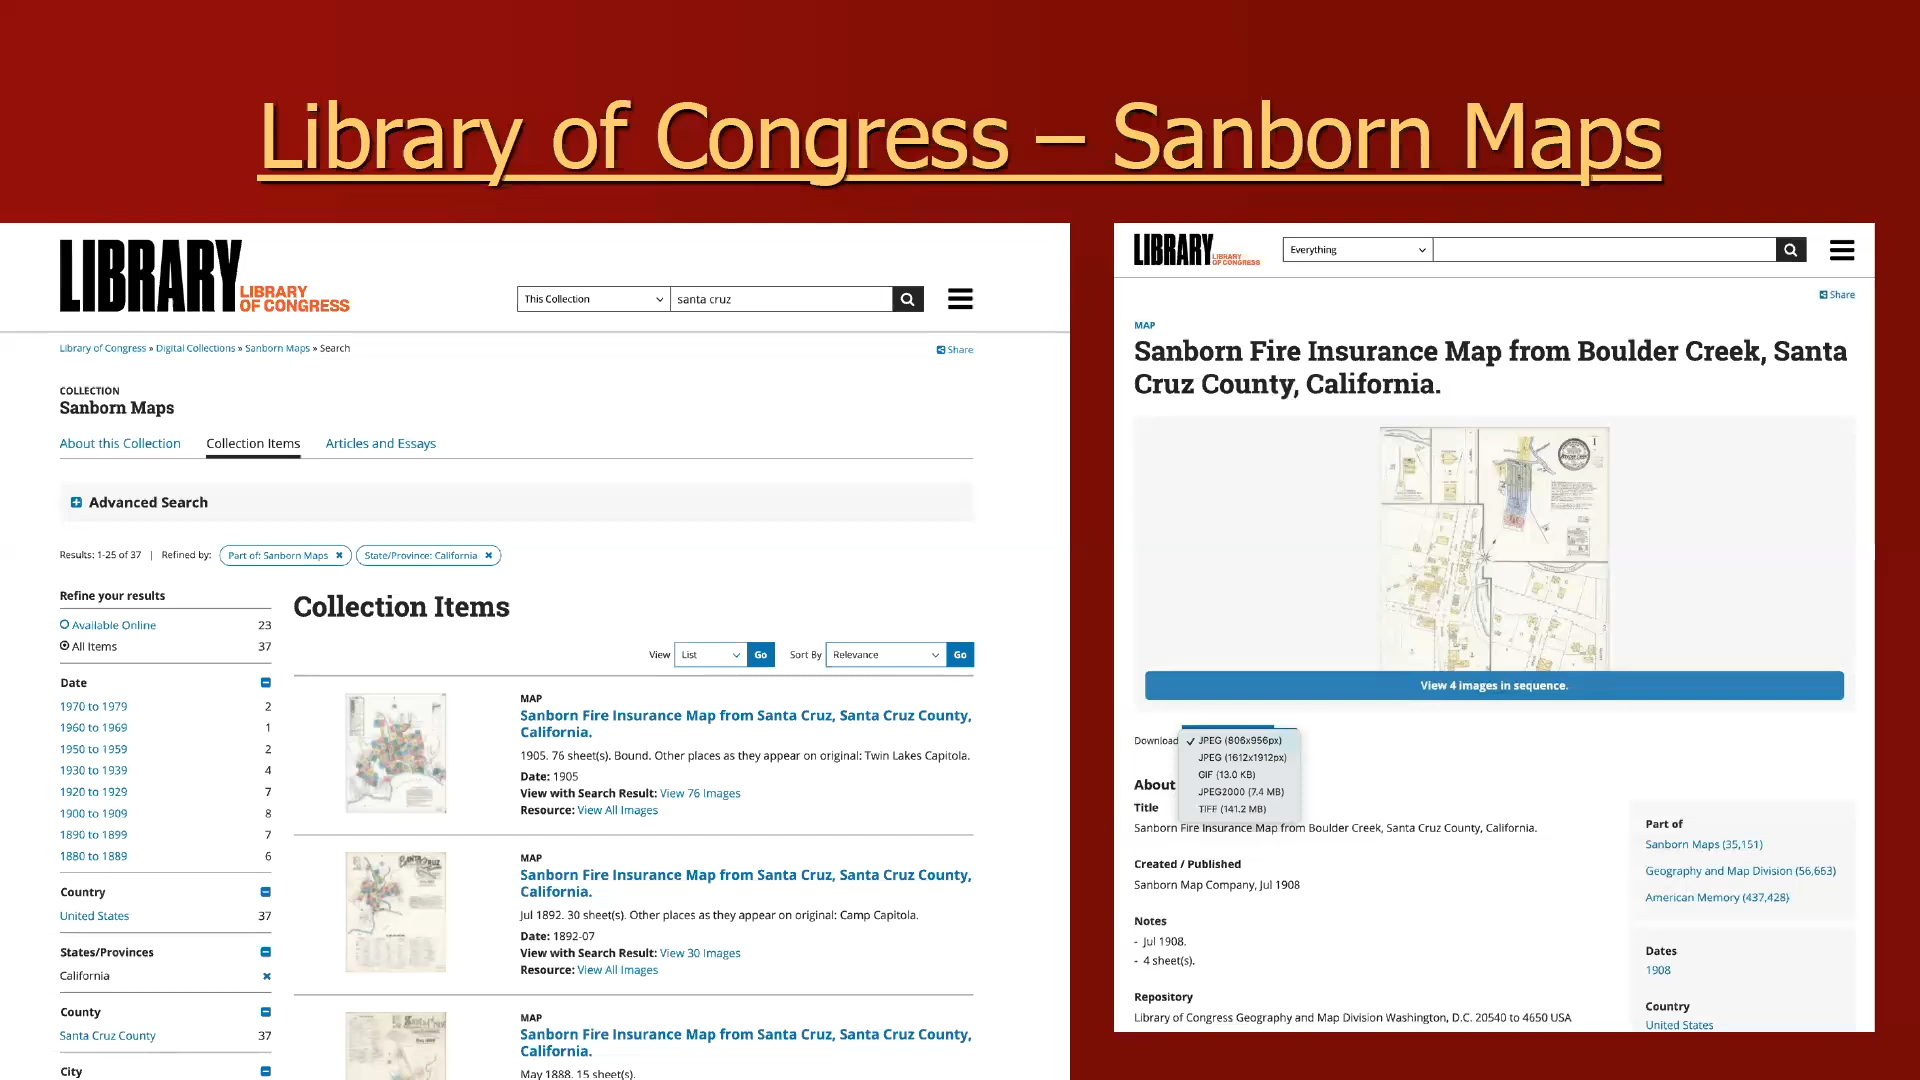 Library of Congress – Sanborn Maps
LIBRARY
LIBRARY
OF CONGRESS
This Collection
santa cruz
Library of Congress » Digital Collections » Sanborn Maps » Search
Share
COLLECTION
Sanborn Maps
About this Collection
Collection Items
Articles and Essays
Advanced Search
Results: 1-25 of 37 | Refined by: Part of: Sanborn Maps ✖ State/Province: California ✖
Refine your results
Available Online 23
All Items 37
Date
1970 to 1979 2
1960 to 1969 1
1950 to 1959 2
1930 to 1939 4
1920 to 1929 7
1900 to 1909 8
1890 to 1899 7
1880 to 1889 6
Country
United States 37
States/Provinces
California ✖
County
Santa Cruz County 37
City
Collection Items
View List Go Sort By Relevance Go
MAP
Sanborn Fire Insurance Map from Santa Cruz, Santa Cruz County,
California.
1905. 76 sheet(s). Bound. Other places as they appear on original: Twin Lakes Capitola.
Date: 1905
View with Search Result: View 76 Images
Resource: View All Images
MAP
Sanborn Fire Insurance Map from Santa Cruz, Santa Cruz County,
California.
Jul 1892. 30 sheet(s). Other places as they appear on original: Camp Capitola.
Date: 1892-07
View with Search Result: View 30 Images
Resource: View All Images
MAP
Sanborn Fire Insurance Map from Santa Cruz, Santa Cruz County,
California.
May 1888. 15 sheet(s).
LIBRARY
LIBRARY
OF CONGRESS
Everything
Share
MAP
Sanborn Fire Insurance Map from Boulder Creek, Santa
Cruz County, California.
View 4 images in sequence.
Download
✓ JPEG (806x956px)
JPEG (1612x1912px)
GIF (13.0 KB)
JPEG2000 (7.4 MB)
TIFF (141.2 MB)
About
Title
Sanborn Fire Insurance Map from Boulder Creek, Santa Cruz County, California.
Created / Published
Sanborn Map Company, Jul 1908
Notes
- Jul 1908.
- 4 sheet(s).
Repository
Library of Congress Geography and Map Division Washington, D.C. 20540 to 4650 USA
Part of
Sanborn Maps (35,151)
Geography and Map Division (56,663)
American Memory (437,428)
Dates
1908
Country
United States